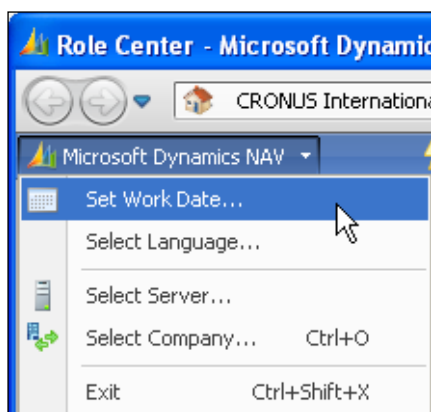 Role Center - Microsoft Dynamic
CRONUS Internationa
Microsoft Dynamics NAV
Set Work Date...
Select Language...
Select Server...
Select Company... Ctrl+O
Exit Ctrl+Shift+X